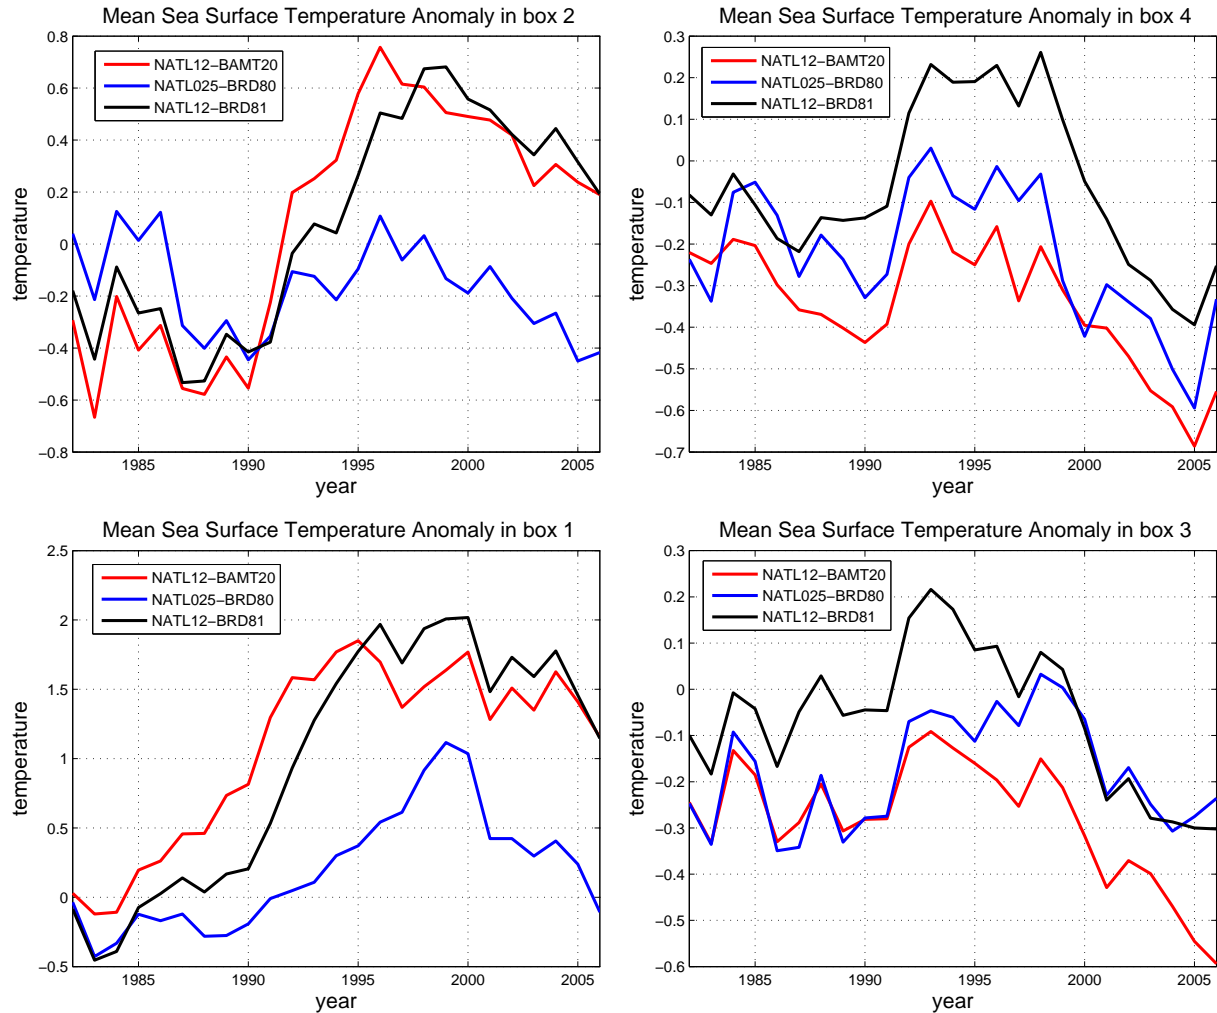 Mean Sea Surface Temperature Anomaly in box 2
temperature
0.8
0.6
0.4
0.2
0
−0.2
−0.4
−0.6
−0.8
NATL12−BAMT20
NATL025−BRD80
NATL12−BRD81
1985
1990
1995
2000
2005
year
Mean Sea Surface Temperature Anomaly in box 4
temperature
0.3
0.2
0.1
0
−0.1
−0.2
−0.3
−0.4
−0.5
−0.6
−0.7
NATL12−BAMT20
NATL025−BRD80
NATL12−BRD81
1985
1990
1995
2000
2005
year
Mean Sea Surface Temperature Anomaly in box 1
temperature
2.5
2
1.5
1
0.5
0
−0.5
NATL12−BAMT20
NATL025−BRD80
NATL12−BRD81
1985
1990
1995
2000
2005
year
Mean Sea Surface Temperature Anomaly in box 3
temperature
0.3
0.2
0.1
0
−0.1
−0.2
−0.3
−0.4
−0.5
−0.6
NATL12−BAMT20
NATL025−BRD80
NATL12−BRD81
1985
1990
1995
2000
2005
year